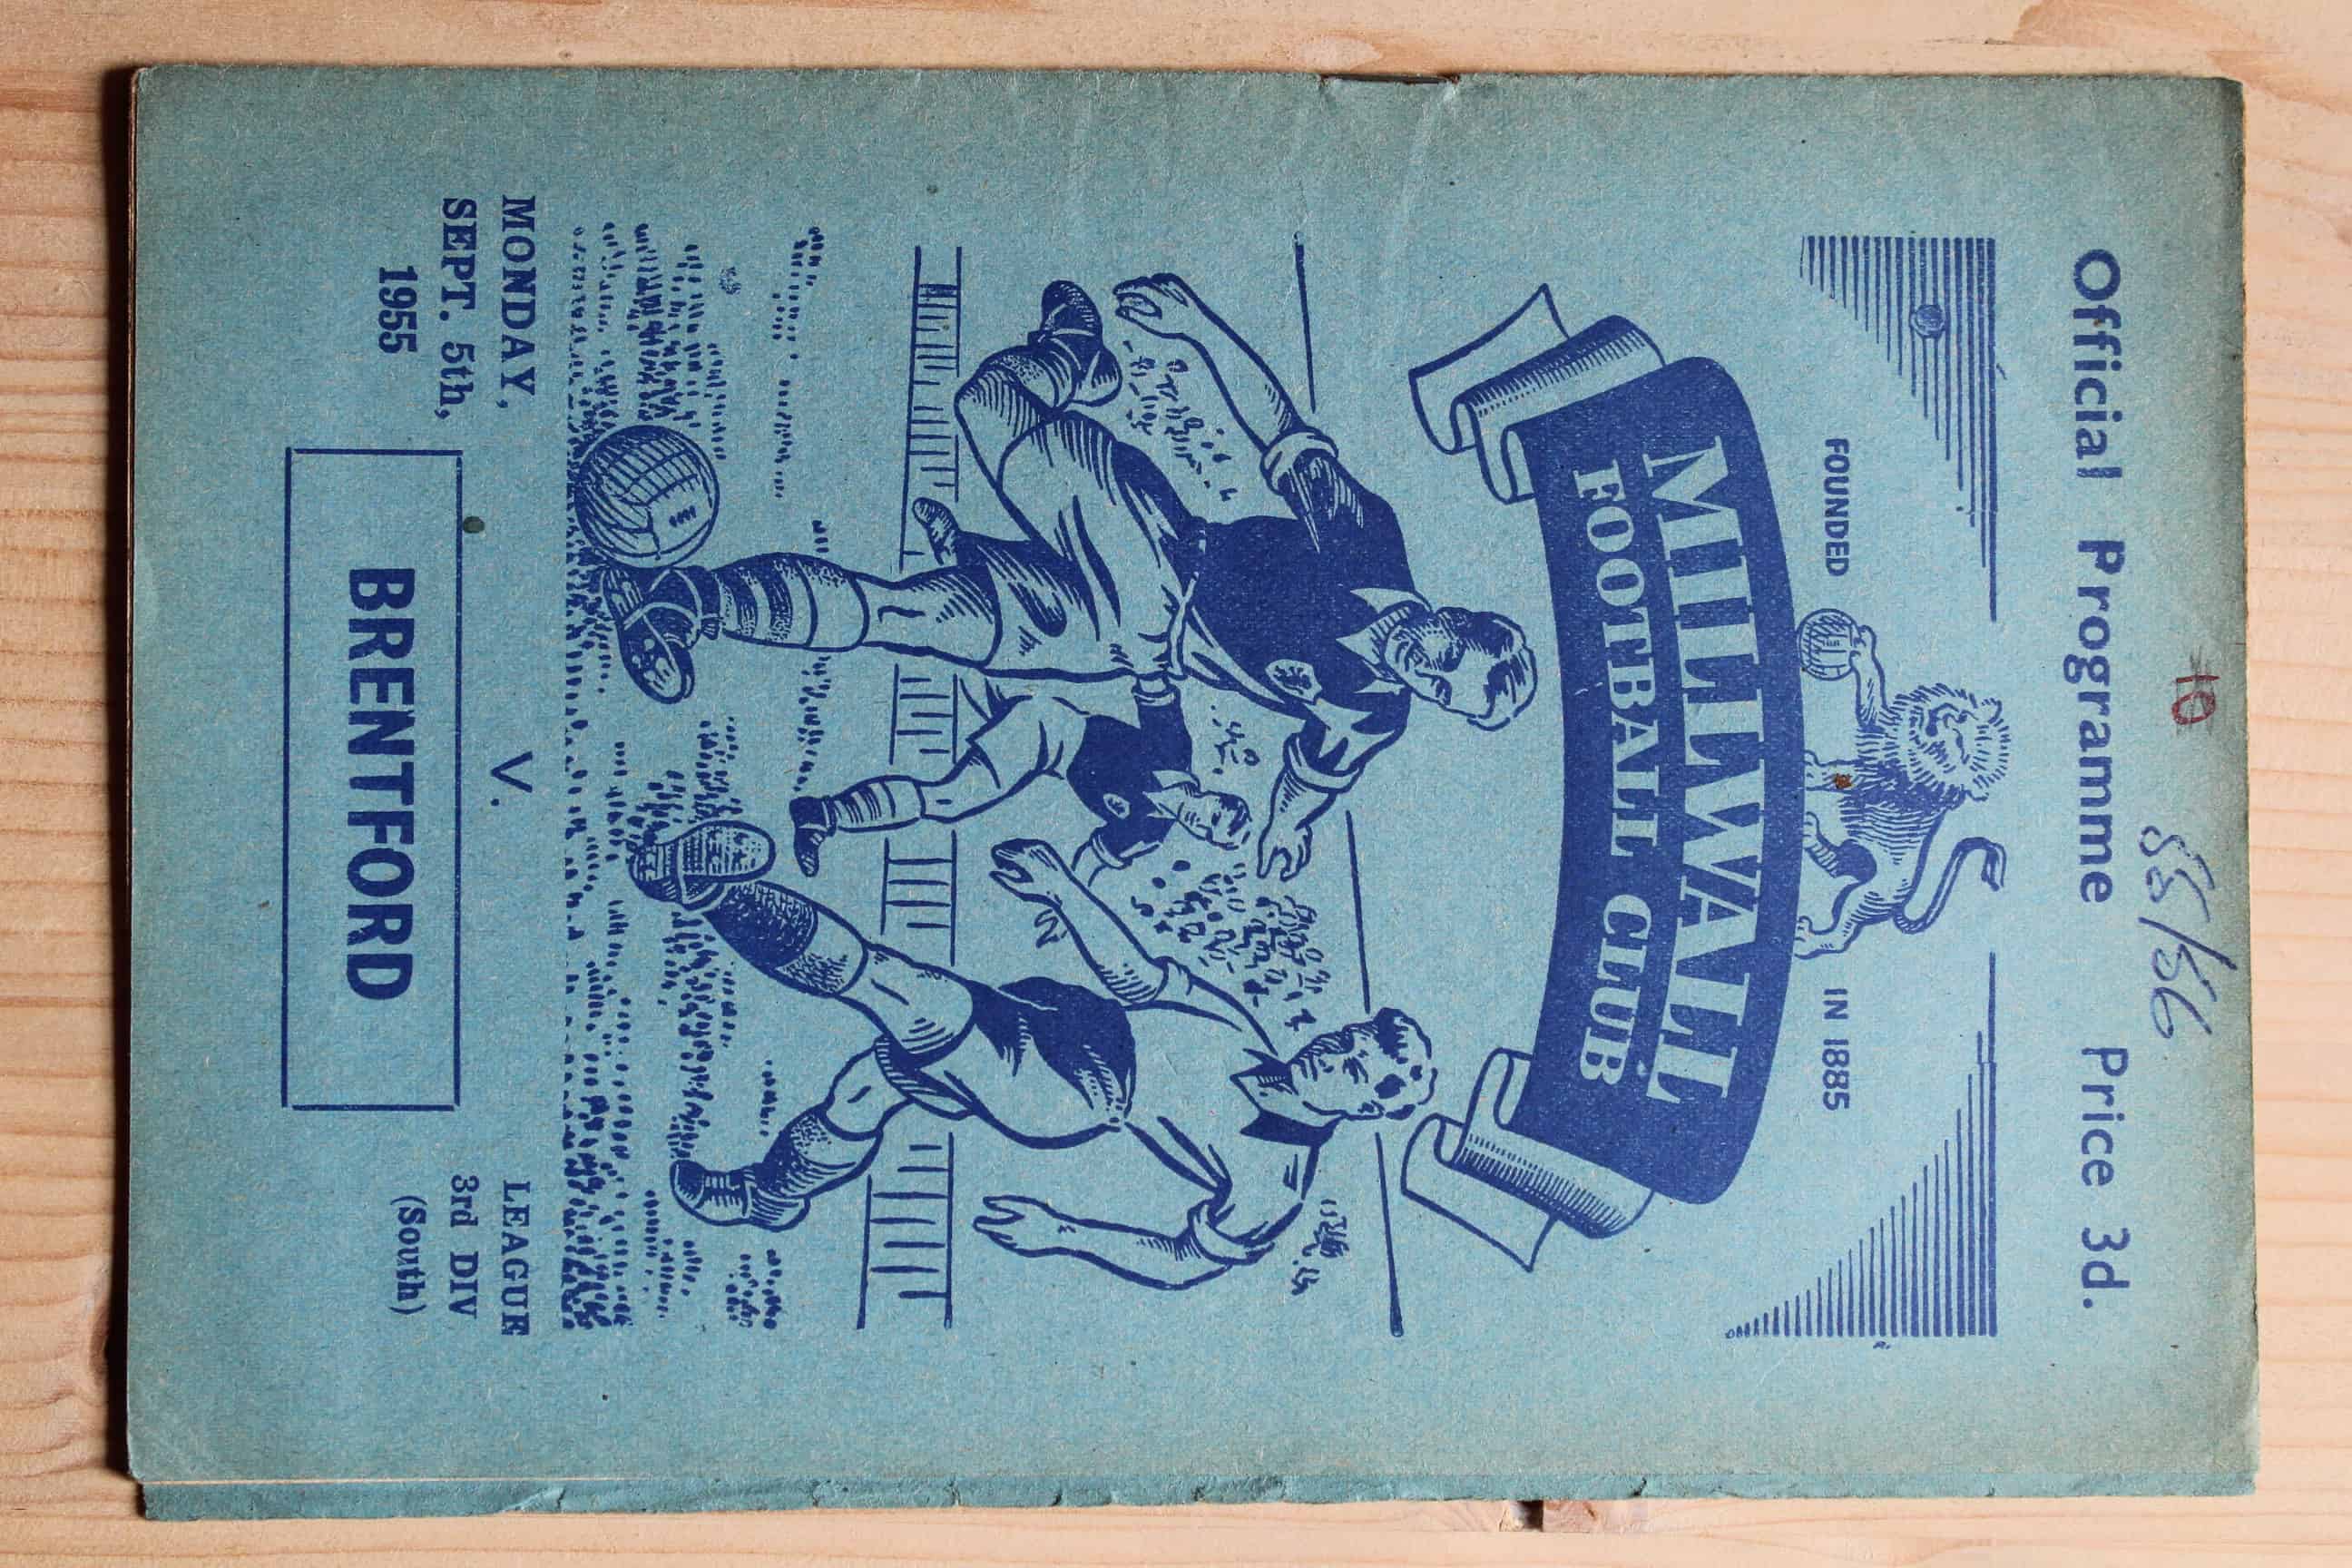 10
55/56
Official Programme Price 3d.
FOUNDED IN 1885
MILLWALL
FOOTBALL CLUB
MONDAY,
SEPT. 5th,
1955
V.
LEAGUE
3rd DIV
(South)
BRENTFORD